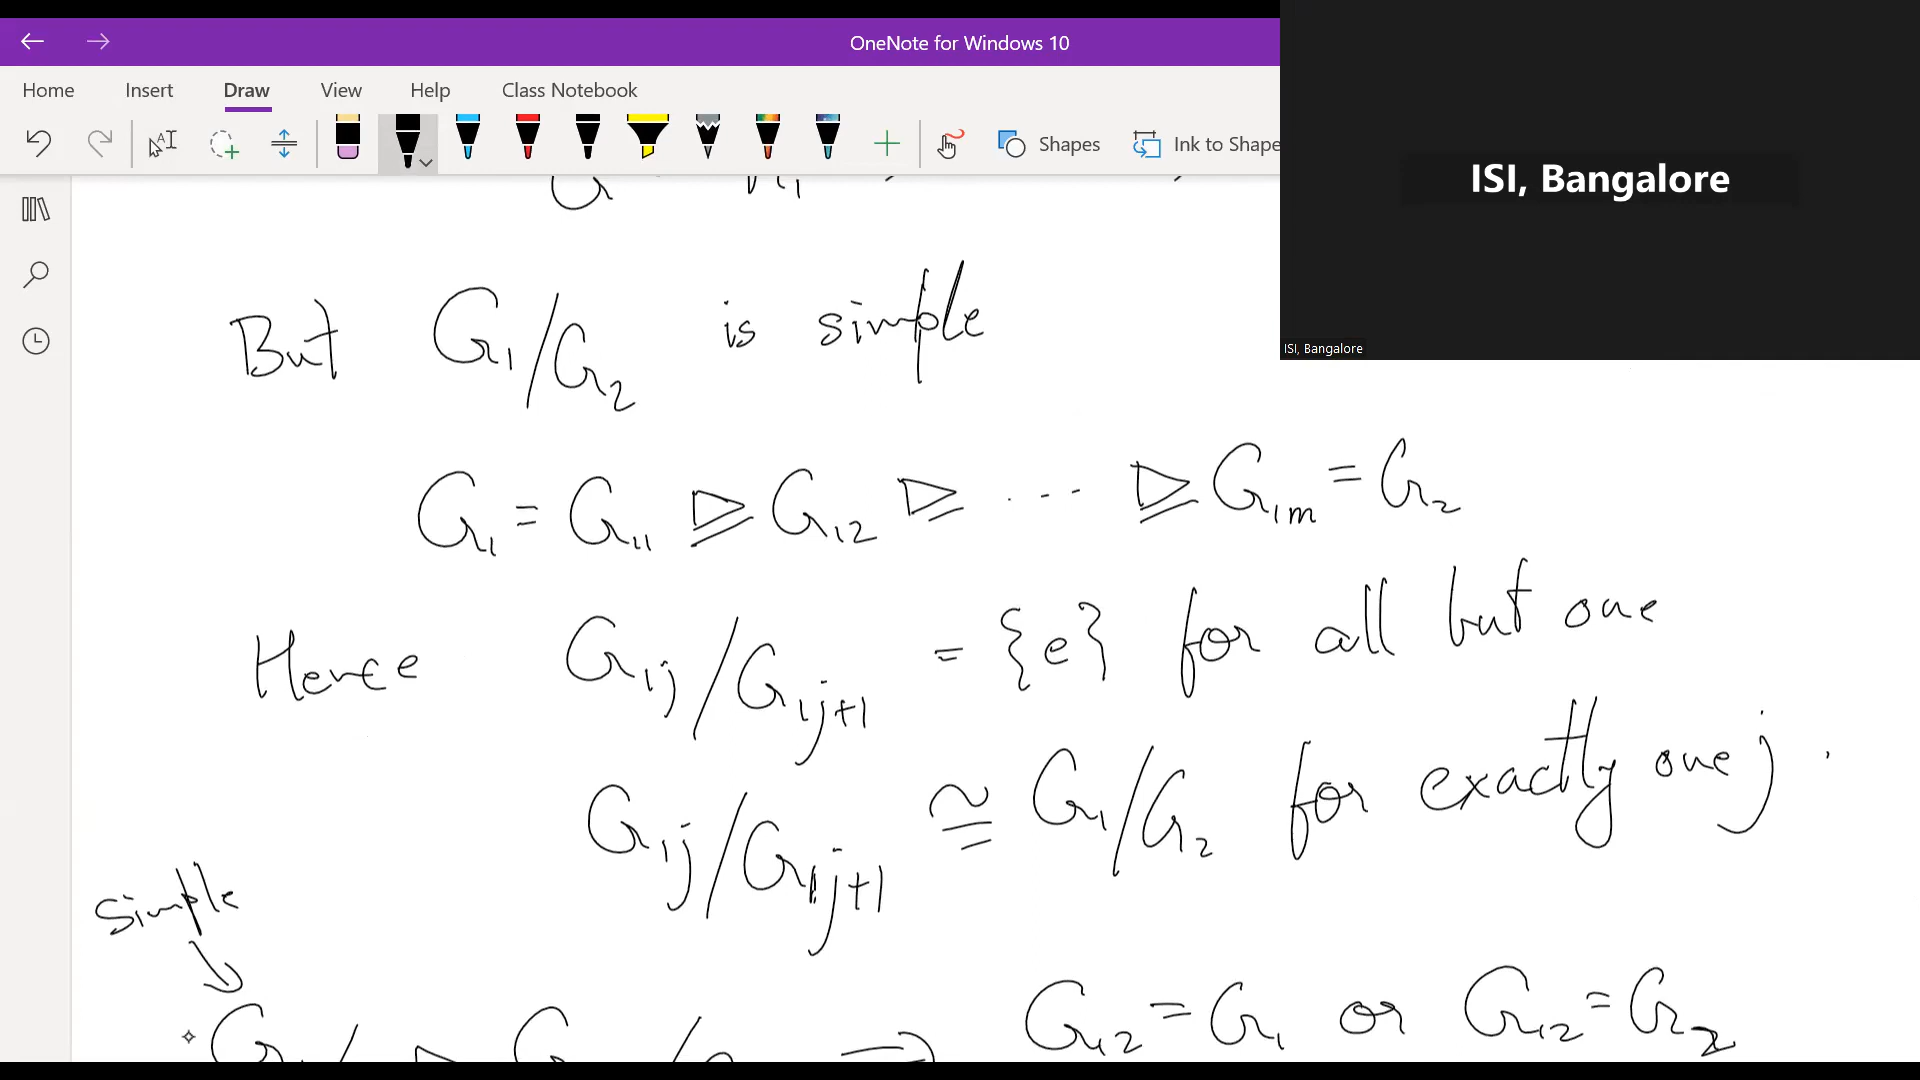 OneNote for Windows 10
Home Insert Draw View Help Class Notebook
Shapes Ink to Shape
ISI, Bangalore
ISI, Bangalore
But G₁/G₂ is simple
G₁ = G₁₁ ⊵ G₁₂ ⊵ ... ⊵ G₁ₘ = G₂
Hence G₁ⱼ/G₁ⱼ₊₁ = {e} for all but one
G₁ⱼ/G₁ⱼ₊₁ ≅ G₁/G₂ for exactly one j.
simple
G₁₂ = G₁ or G₁₂ = G₂